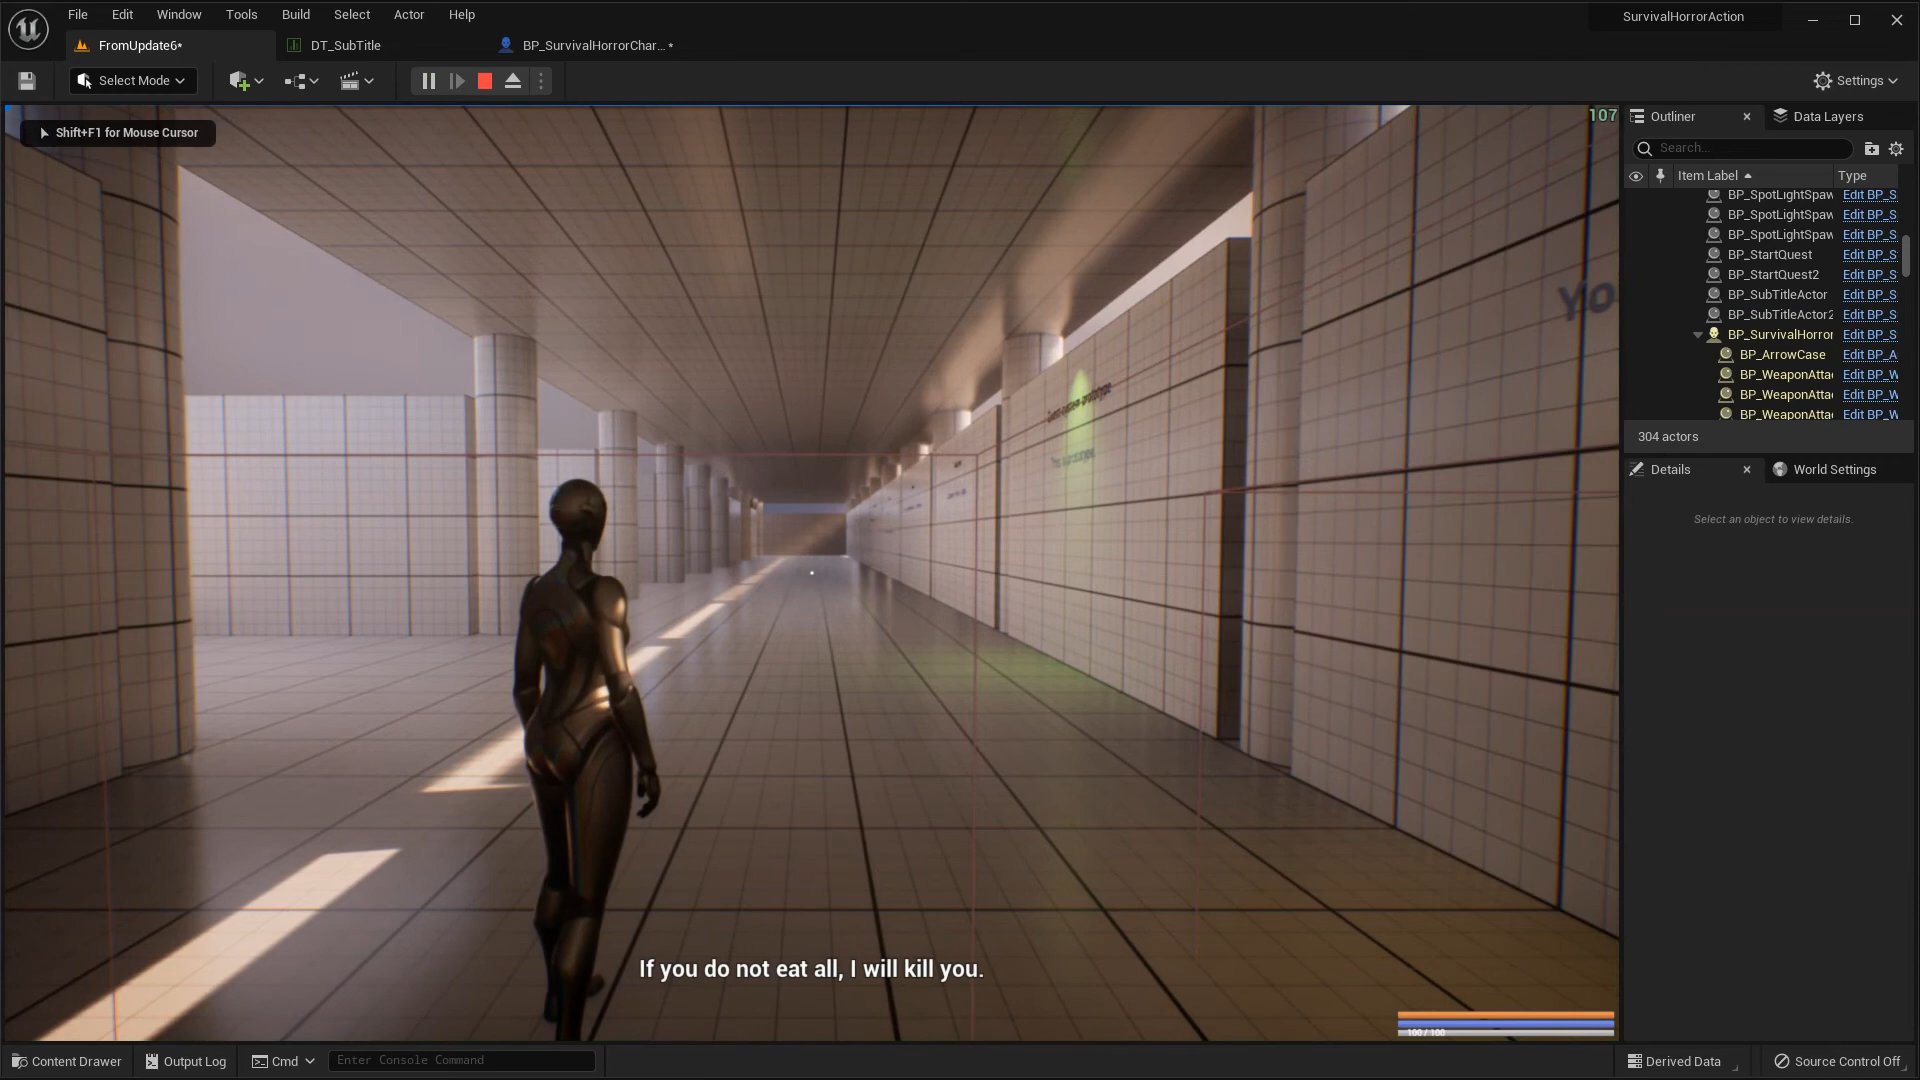 File Edit Window Tools Build Select Actor Help
SurvivalHorrorAction
FromUpdate6*
DT_SubTitle
BP_SurvivalHorrorChar... *
Select Mode
Settings
Shift+F1 for Mouse Cursor
107
Yo
If you do not eat all, I will kill you.
100 / 100
Outliner
Data Layers
Search...
Item Label
Type
BP_SpotLightSpaw Edit BP_S
BP_SpotLightSpaw Edit BP_S
BP_SpotLightSpaw Edit BP_S
BP_StartQuest Edit BP_S
BP_StartQuest2 Edit BP_S
BP_SubTitleActor Edit BP_S
BP_SubTitleActor2 Edit BP_S
BP_SurvivalHorror Edit BP_S
BP_ArrowCase Edit BP_A
BP_WeaponAttac Edit BP_W
BP_WeaponAttac Edit BP_W
BP_WeaponAttac Edit BP_W
304 actors
Details
World Settings
Select an object to view details.
Content Drawer
Output Log
Cmd
Enter Console Command
Derived Data
Source Control Off